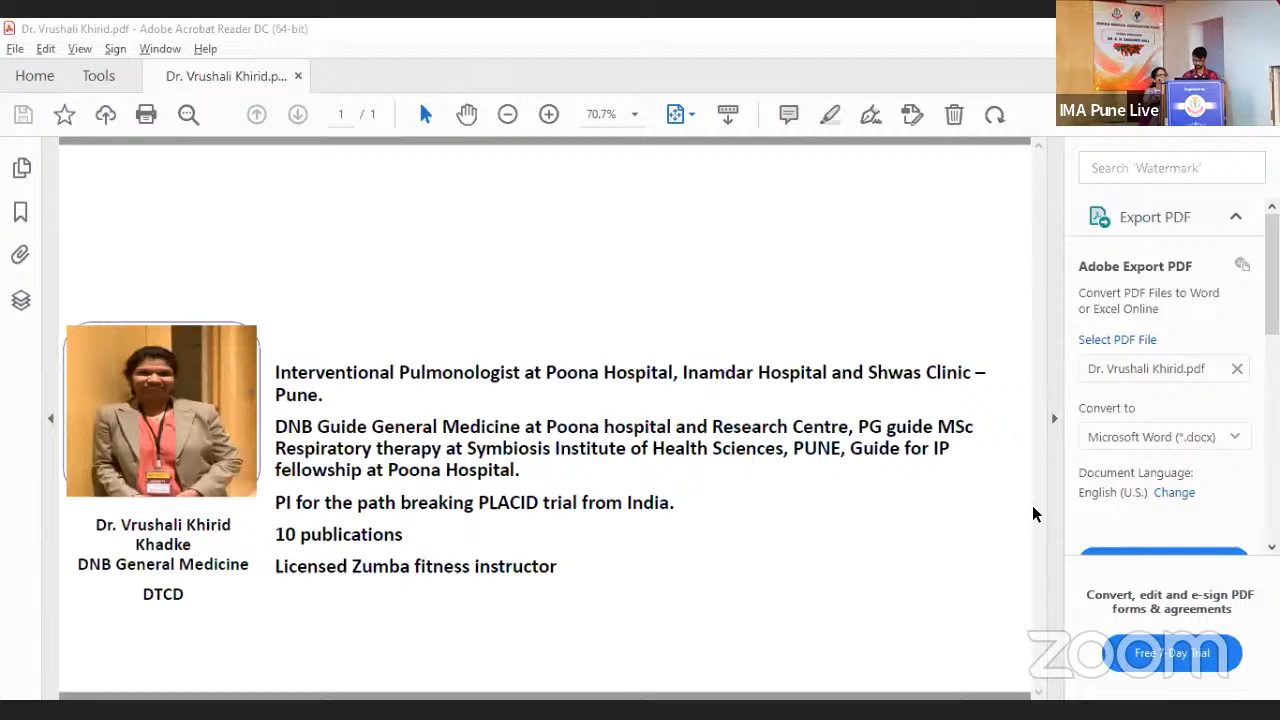 Dr. Vrushali Khirid.pdf - Adobe Acrobat Reader DC (64-bit)
File Edit View Sign Window Help
Home Tools Dr. Vrushali Khirid.p... ×
1 / 1 70.7%
IMA Pune Live
Search 'Watermark'
Export PDF
Adobe Export PDF
Convert PDF Files to Word
or Excel Online
Select PDF File
Dr. Vrushali Khirid.pdf
Convert to
Microsoft Word (*.docx)
Document Language:
English (U.S.) Change
Convert, edit and e-sign PDF
forms & agreements
Free 7-Day Trial
zoom
Interventional Pulmonologist at Poona Hospital, Inamdar Hospital and Shwas Clinic –
Pune.
DNB Guide General Medicine at Poona hospital and Research Centre, PG guide MSc
Respiratory therapy at Symbiosis Institute of Health Sciences, PUNE, Guide for IP
fellowship at Poona Hospital.
PI for the path breaking PLACID trial from India.
10 publications
Licensed Zumba fitness instructor
Dr. Vrushali Khirid
Khadke
DNB General Medicine
DTCD